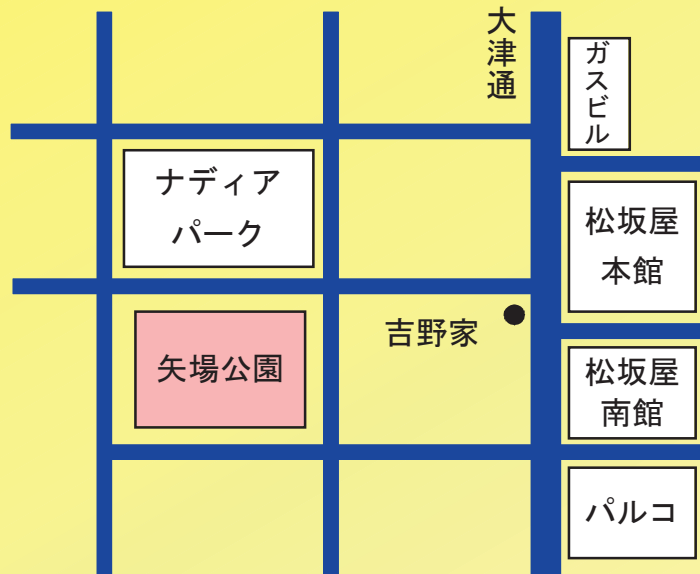 大津通
ガスビル
ナディア
パーク
松坂屋
本館
吉野家
矢場公園
松坂屋
南館
パルコ